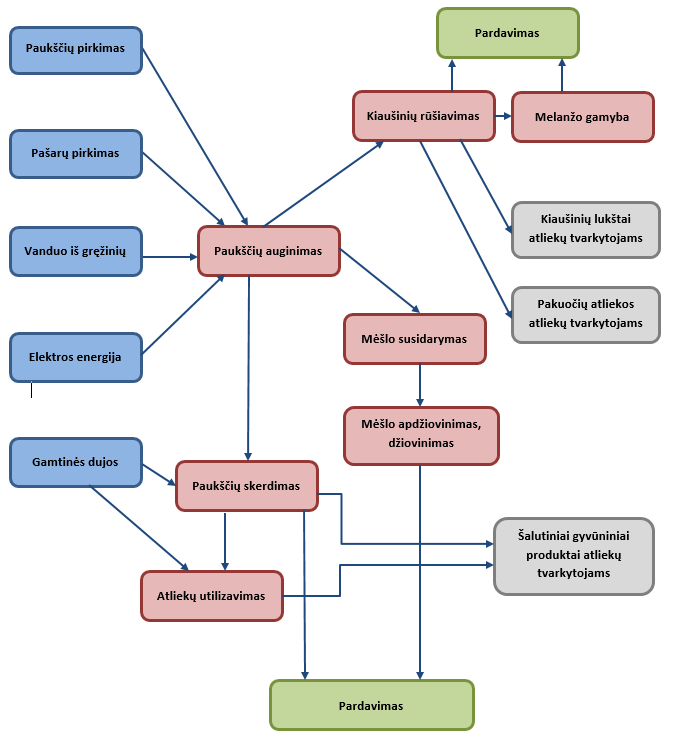 Paukščių pirkimas
Pardavimas
Kiaušinių rūšiavimas
Melanžo gamyba
Pašarų pirkimas
Kiaušinių lukštai
atliekų tvarkytojams
Vanduo iš gręžinių
Paukščių auginimas
Pakuočių atliekos
atliekų tvarkytojams
Mėšlo susidarymas
Elektros energija
Mėšlo apdžiovinimas,
džiovinimas
Gamtinės dujos
Paukščių skerdimas
Šalutiniai gyvūniniai
produktai atliekų
tvarkytojams
Atliekų utilizavimas
Pardavimas